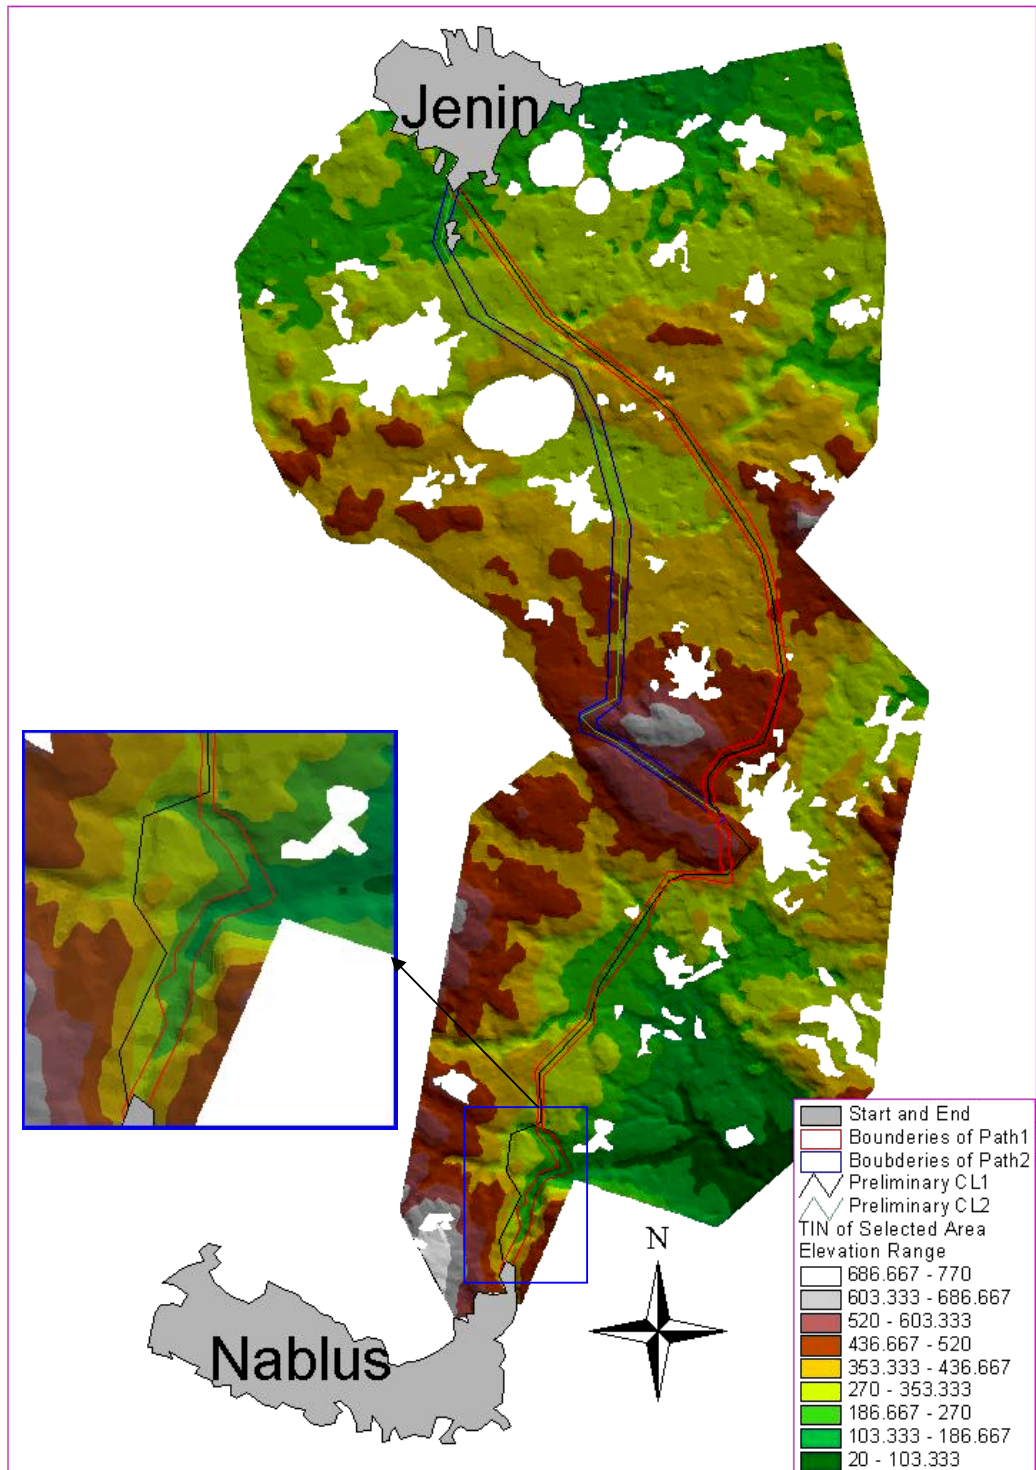 Jenin
N
Nablus
Start and End
Bounderies of Path1
Boubderies of Path2
Preliminary CL1
Preliminary CL2
TIN of Selected Area
Elevation Range
686.667 - 770
603.333 - 686.667
520 - 603.333
436.667 - 520
353.333 - 436.667
270 - 353.333
186.667 - 270
103.333 - 186.667
20 - 103.333